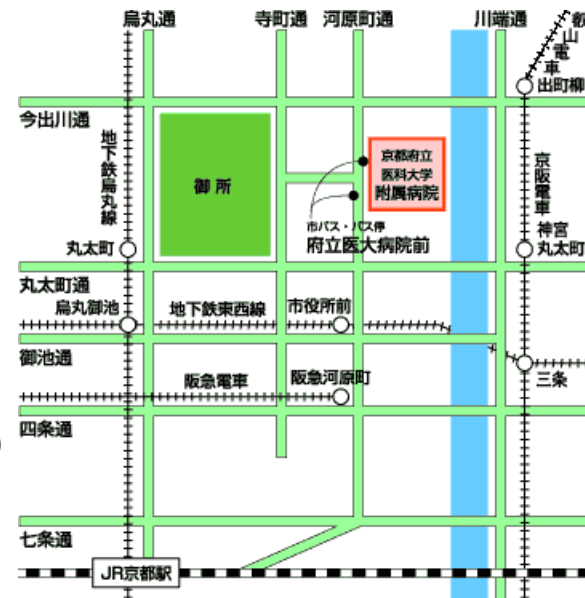 烏丸通
寺町通
河原町通
川端通
叡山電車
出町柳
今出川通
地下鉄烏丸線
御所
京都府立
医科大学
附属病院
京阪電車
市バス・バス停
府立医大病院前
丸太町
神宮
丸太町
丸太町通
烏丸御池
地下鉄東西線
市役所前
御池通
阪急電車
阪急河原町
三条
四条通
七条通
JR京都駅